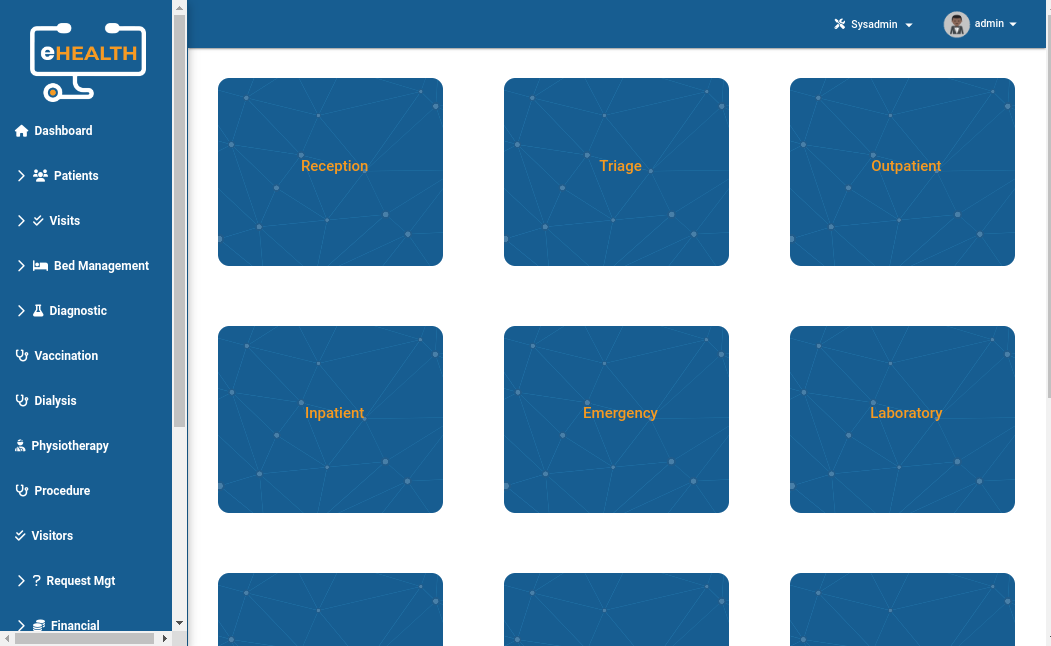 eHEALTH
Dashboard
Patients
Visits
Bed Management
Diagnostic
Vaccination
Dialysis
Physiotherapy
Procedure
Visitors
? Request Mgt
Financial
Sysadmin
admin
Reception
Triage
Outpatient
Inpatient
Emergency
Laboratory